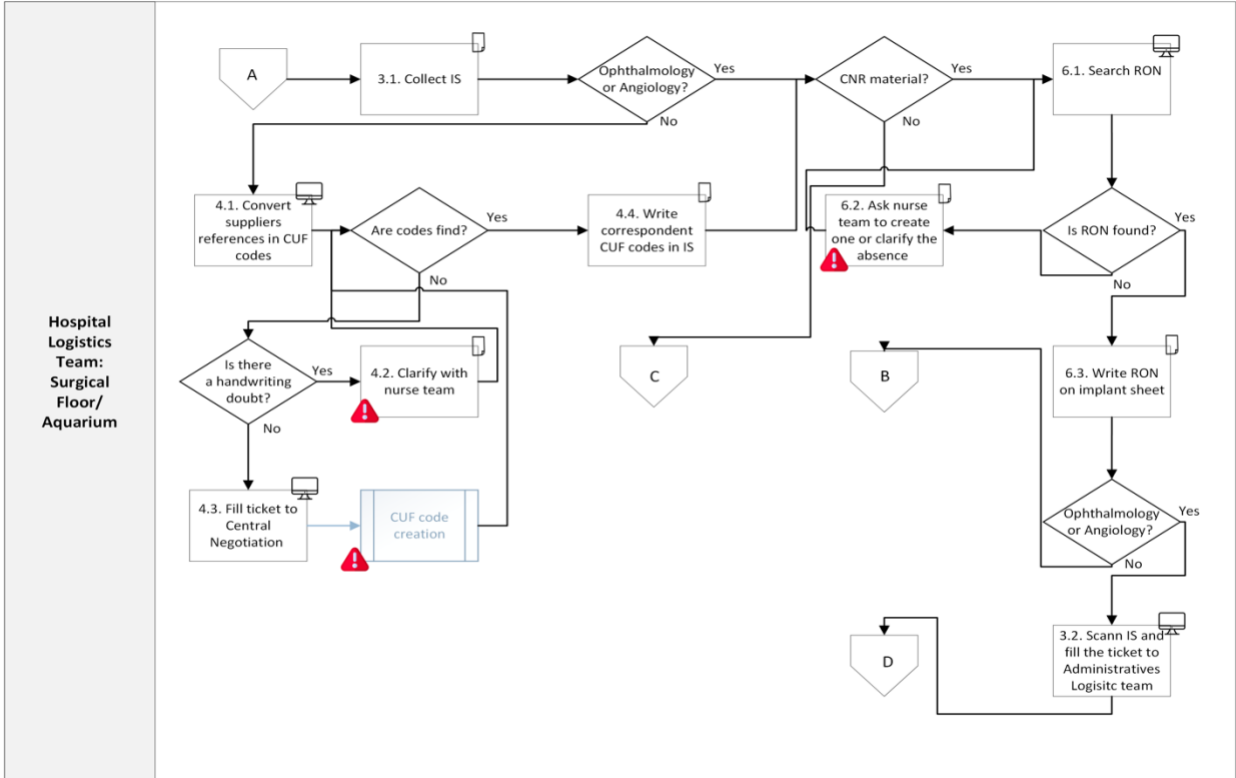 Hospital
Logistics
Team:
Surgical
Floor/
Aquarium
A
3.1. Collect IS
Ophthalmology
or Angiology?
Yes
No
CNR material?
Yes
No
6.1. Search RON
4.1. Convert
suppliers
references in CUF
codes
Are codes find?
Yes
No
4.4. Write
correspondent
CUF codes in IS
6.2. Ask nurse
team to create
one or clarify the
absence
Is RON found?
Yes
No
Is there
a handwriting
doubt?
Yes
No
4.2. Clarify with
nurse team
C
B
6.3. Write RON
on implant sheet
4.3. Fill ticket to
Central
Negotiation
CUF code
creation
Ophthalmology
or Angiology?
Yes
No
D
3.2. Scann IS and
fill the ticket to
Administratives
Logisitc team